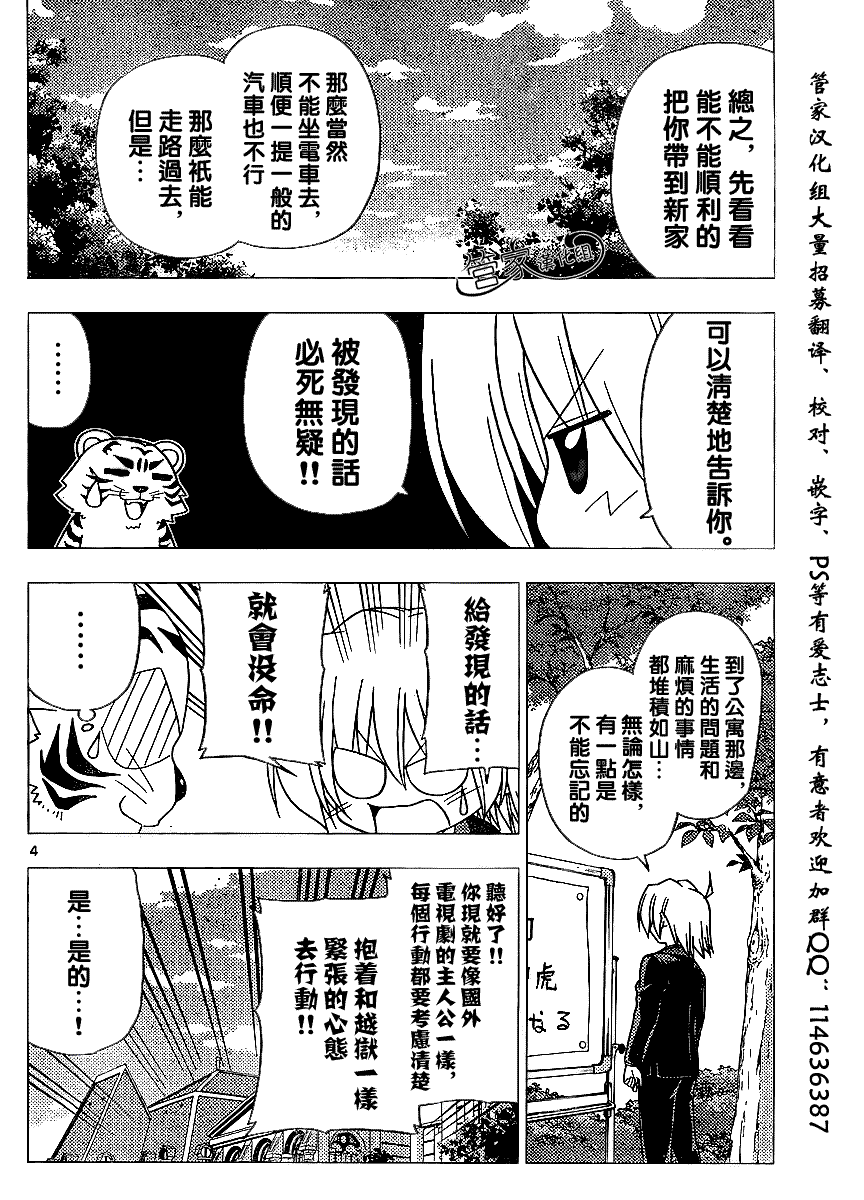 總之，先看看
能不能順利的
把你帶到新家
那麼當然
不能坐電車去，
順便一提一般的
汽車也不行
那麼衹能
走路過去，
但是…
管家漢化組
可以清楚地告訴你。
被發現的話
必死無疑!!
……
到了公寓那邊，
生活的問題和
麻煩的事情
都堆積如山…
無論怎樣，
有一點是
不能忘記的
虎
なる
給發現的話…
就會没命!!
……
4
聽好了!!
你現就要像國外
電視劇的主人公一樣，
每個行動都要考慮清楚
抱着和越獄一樣
緊張的心態
去行動!!
是…是的…！
管家汉化组大量招募翻译、校对、嵌字、PS等有爱志士，有意者欢迎加群QQ：114636387